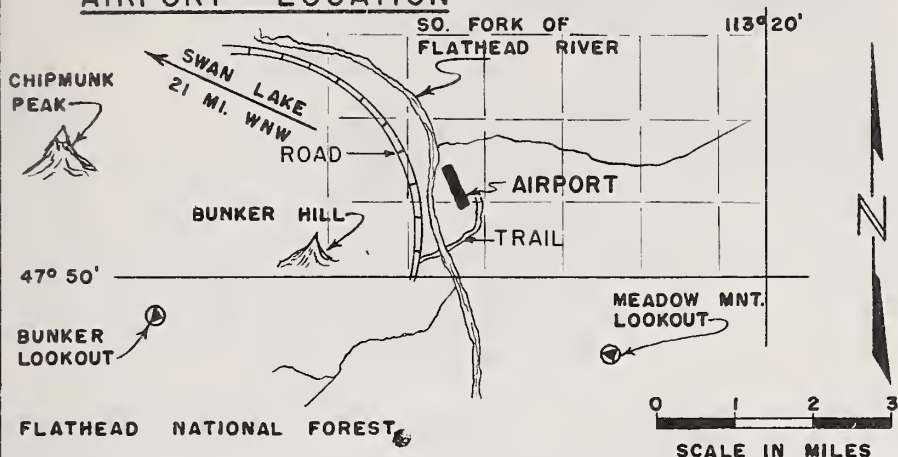 AIRPORT LOCATION
SO. FORK OF
FLATHEAD RIVER
113° 20'
SWAN LAKE
21 MI. WNW
CHIPMUNK
PEAK
ROAD
AIRPORT
BUNKER HILL
TRAIL
N
47° 50'
MEADOW MNT.
LOOKOUT
BUNKER
LOOKOUT
FLATHEAD NATIONAL FOREST
0 1 2 3
SCALE IN MILES